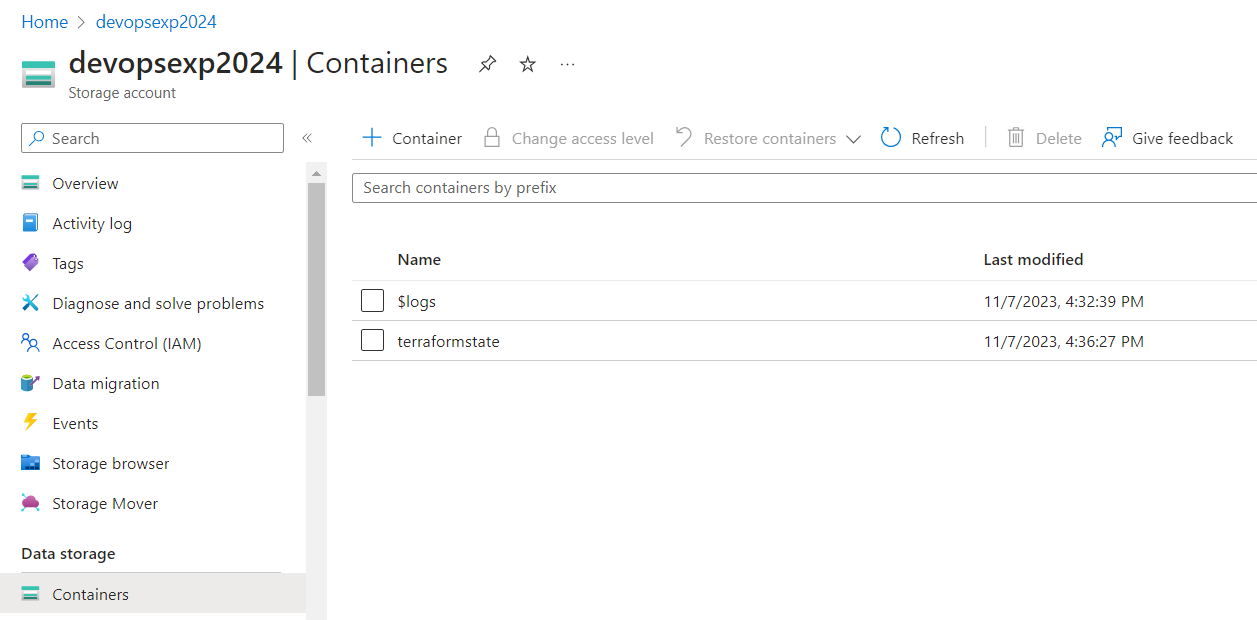 Home > devopsexp2024
devopsexp2024 | Containers
Storage account
Search
Overview
Activity log
Tags
Diagnose and solve problems
Access Control (IAM)
Data migration
Events
Storage browser
Storage Mover
Data storage
Containers
Container Change access level Restore containers Refresh Delete Give feedback
Search containers by prefix
Name Last modified
$logs 11/7/2023, 4:32:39 PM
terraformstate 11/7/2023, 4:36:27 PM